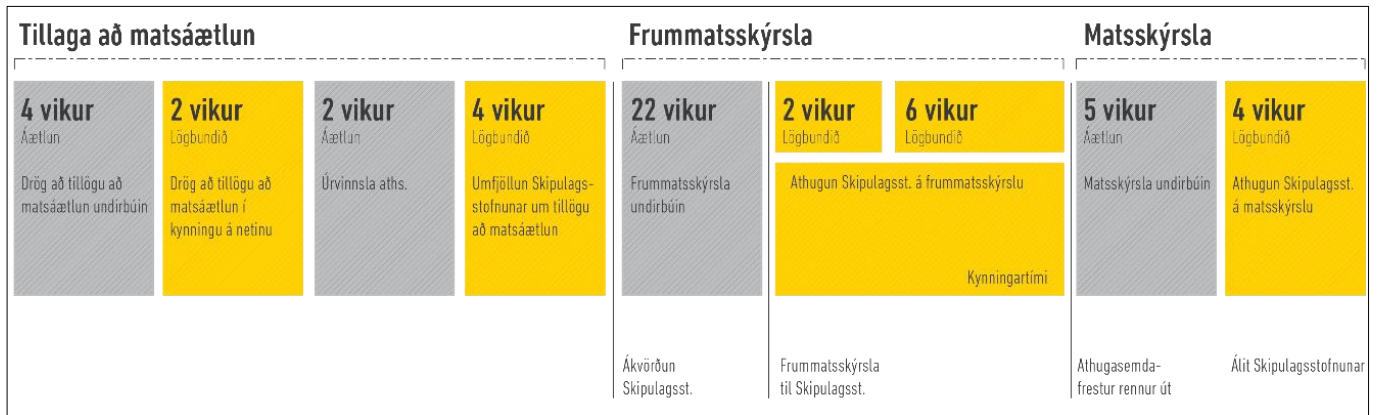 Tillaga að matsáætlun
Frummatsskýrsla
Matsskýrsla
4 vikur
Áætlun
Drög að tillögu að
matsáætlun undirbúin
2 vikur
Lögbundið
Drög að tillögu að
matsáætlun í
kynningu á netinu
2 vikur
Áætlun
Úrvinnsla aths.
4 vikur
Lögbundið
Umfjöllun Skipulags-
stofnunar um tillögu
að matsáætlun
22 vikur
Áætlun
Frummatsskýrsla
undirbúin
2 vikur
Lögbundið
6 vikur
Lögbundið
Athugun Skipulagsst. á frummatsskýrslu
Kynningartími
5 vikur
Áætlun
Matsskýrsla undirbúin
4 vikur
Lögbundið
Athugun Skipulagsst.
á matsskýrslu
Ákvörðun
Skipulagsst.
Frummatsskýrsla
til Skipulagsst.
Athugasemda-
frestur rennur út
Álit Skipulagsstofnunar